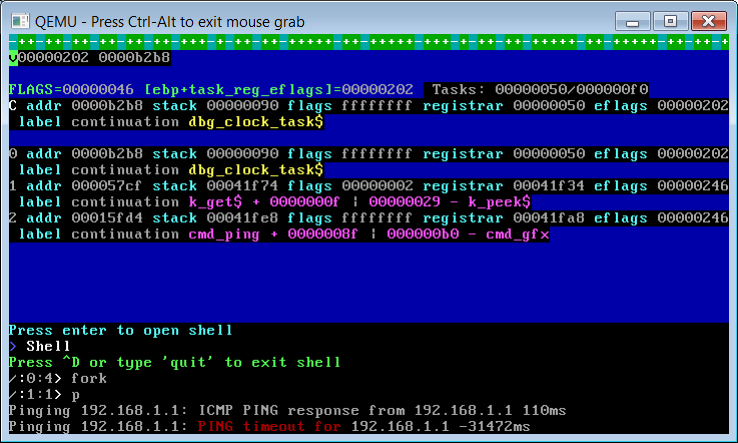 QEMU - Press Ctrl-Alt to exit mouse grab
v00000202 0000b2b8
FLAGS=00000046 [ebp+task_reg_eflags]=00000202 Tasks: 00000050/000000f0
C addr 0000b2b8 stack 00000090 flags ffffffff registrar 00000050 eflags 00000202
label continuation dbg_clock_task$
0 addr 0000b2b8 stack 00000090 flags ffffffff registrar 00000050 eflags 00000202
label continuation dbg_clock_task$
1 addr 000057cf stack 00041f74 flags 00000002 registrar 00041f34 eflags 00000246
label continuation k_get$ + 0000000f | 00000029 - k_peek$
2 addr 00015fd4 stack 00041fe8 flags ffffffff registrar 00041fa8 eflags 00000246
label continuation cmd_ping + 0000008f | 000000b0 - cmd_gfx
Press enter to open shell
> Shell
Press ^D or type 'quit' to exit shell
/:0:4> fork
/:1:1> p
Pinging 192.168.1.1: ICMP PING response from 192.168.1.1 110ms
Pinging 192.168.1.1: PING timeout for 192.168.1.1 -31472ms